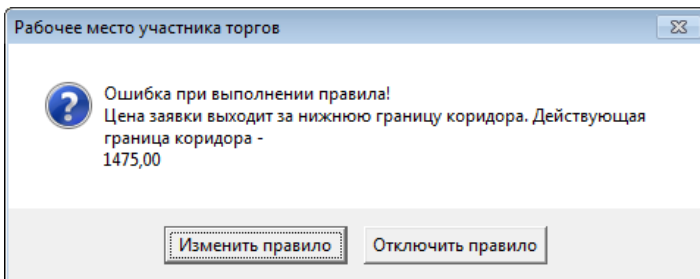 Рабочее место участника торгов
Ошибка при выполнении правила!
Цена заявки выходит за нижнюю границу коридора. Действующая
граница коридора -
1475,00
Изменить правило
Отключить правило